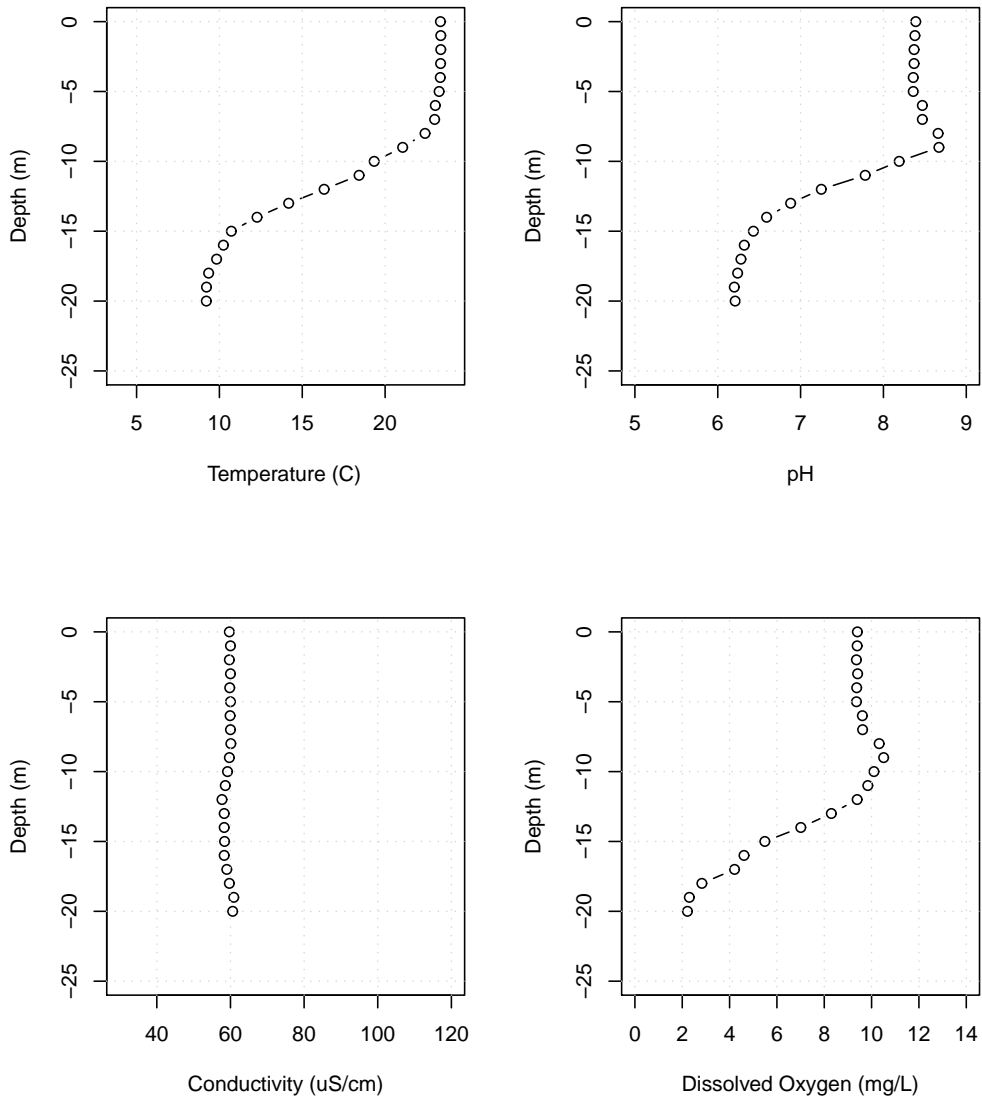 0
−5
−10
−15
−20
−25
Depth (m)
5 10 15 20
Temperature (C)
0
−5
−10
−15
−20
−25
Depth (m)
5 6 7 8 9
pH
0
−5
−10
−15
−20
−25
Depth (m)
40 60 80 100 120
Conductivity (uS/cm)
0
−5
−10
−15
−20
−25
Depth (m)
0 2 4 6 8 10 12 14
Dissolved Oxygen (mg/L)